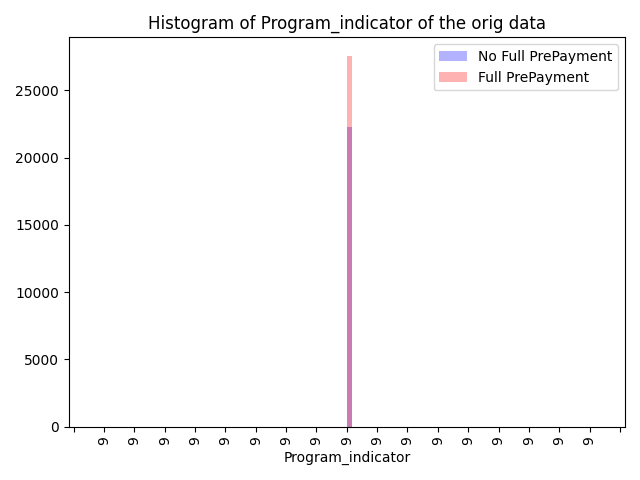 Histogram of Program_indicator of the orig data
No Full PrePayment
Full PrePayment
25000
20000
15000
10000
5000
0
9 9 9 9 9 9 9 9 9 9 9 9 9 9 9 9 9
Program_indicator